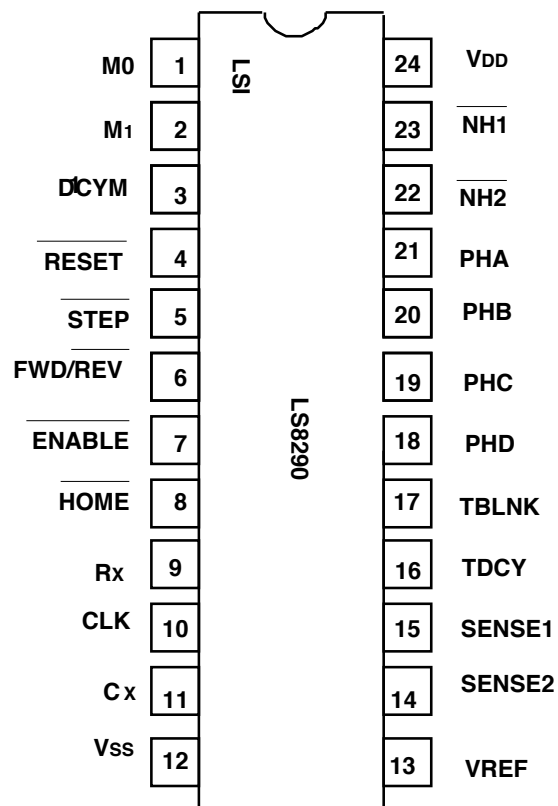 M0 1 24 VDD
LSI
M1 2 23 NH1
DCYM 3 22 NH2
RESET 4 21 PHA
STEP 5 20 PHB
FWD/REV 6 19 PHC
LS8290
ENABLE 7 18 PHD
HOME 8 17 TBLNK
RX 9 16 TDCY
CLK 10 15 SENSE1
CX 11 14 SENSE2
VSS 12 13 VREF